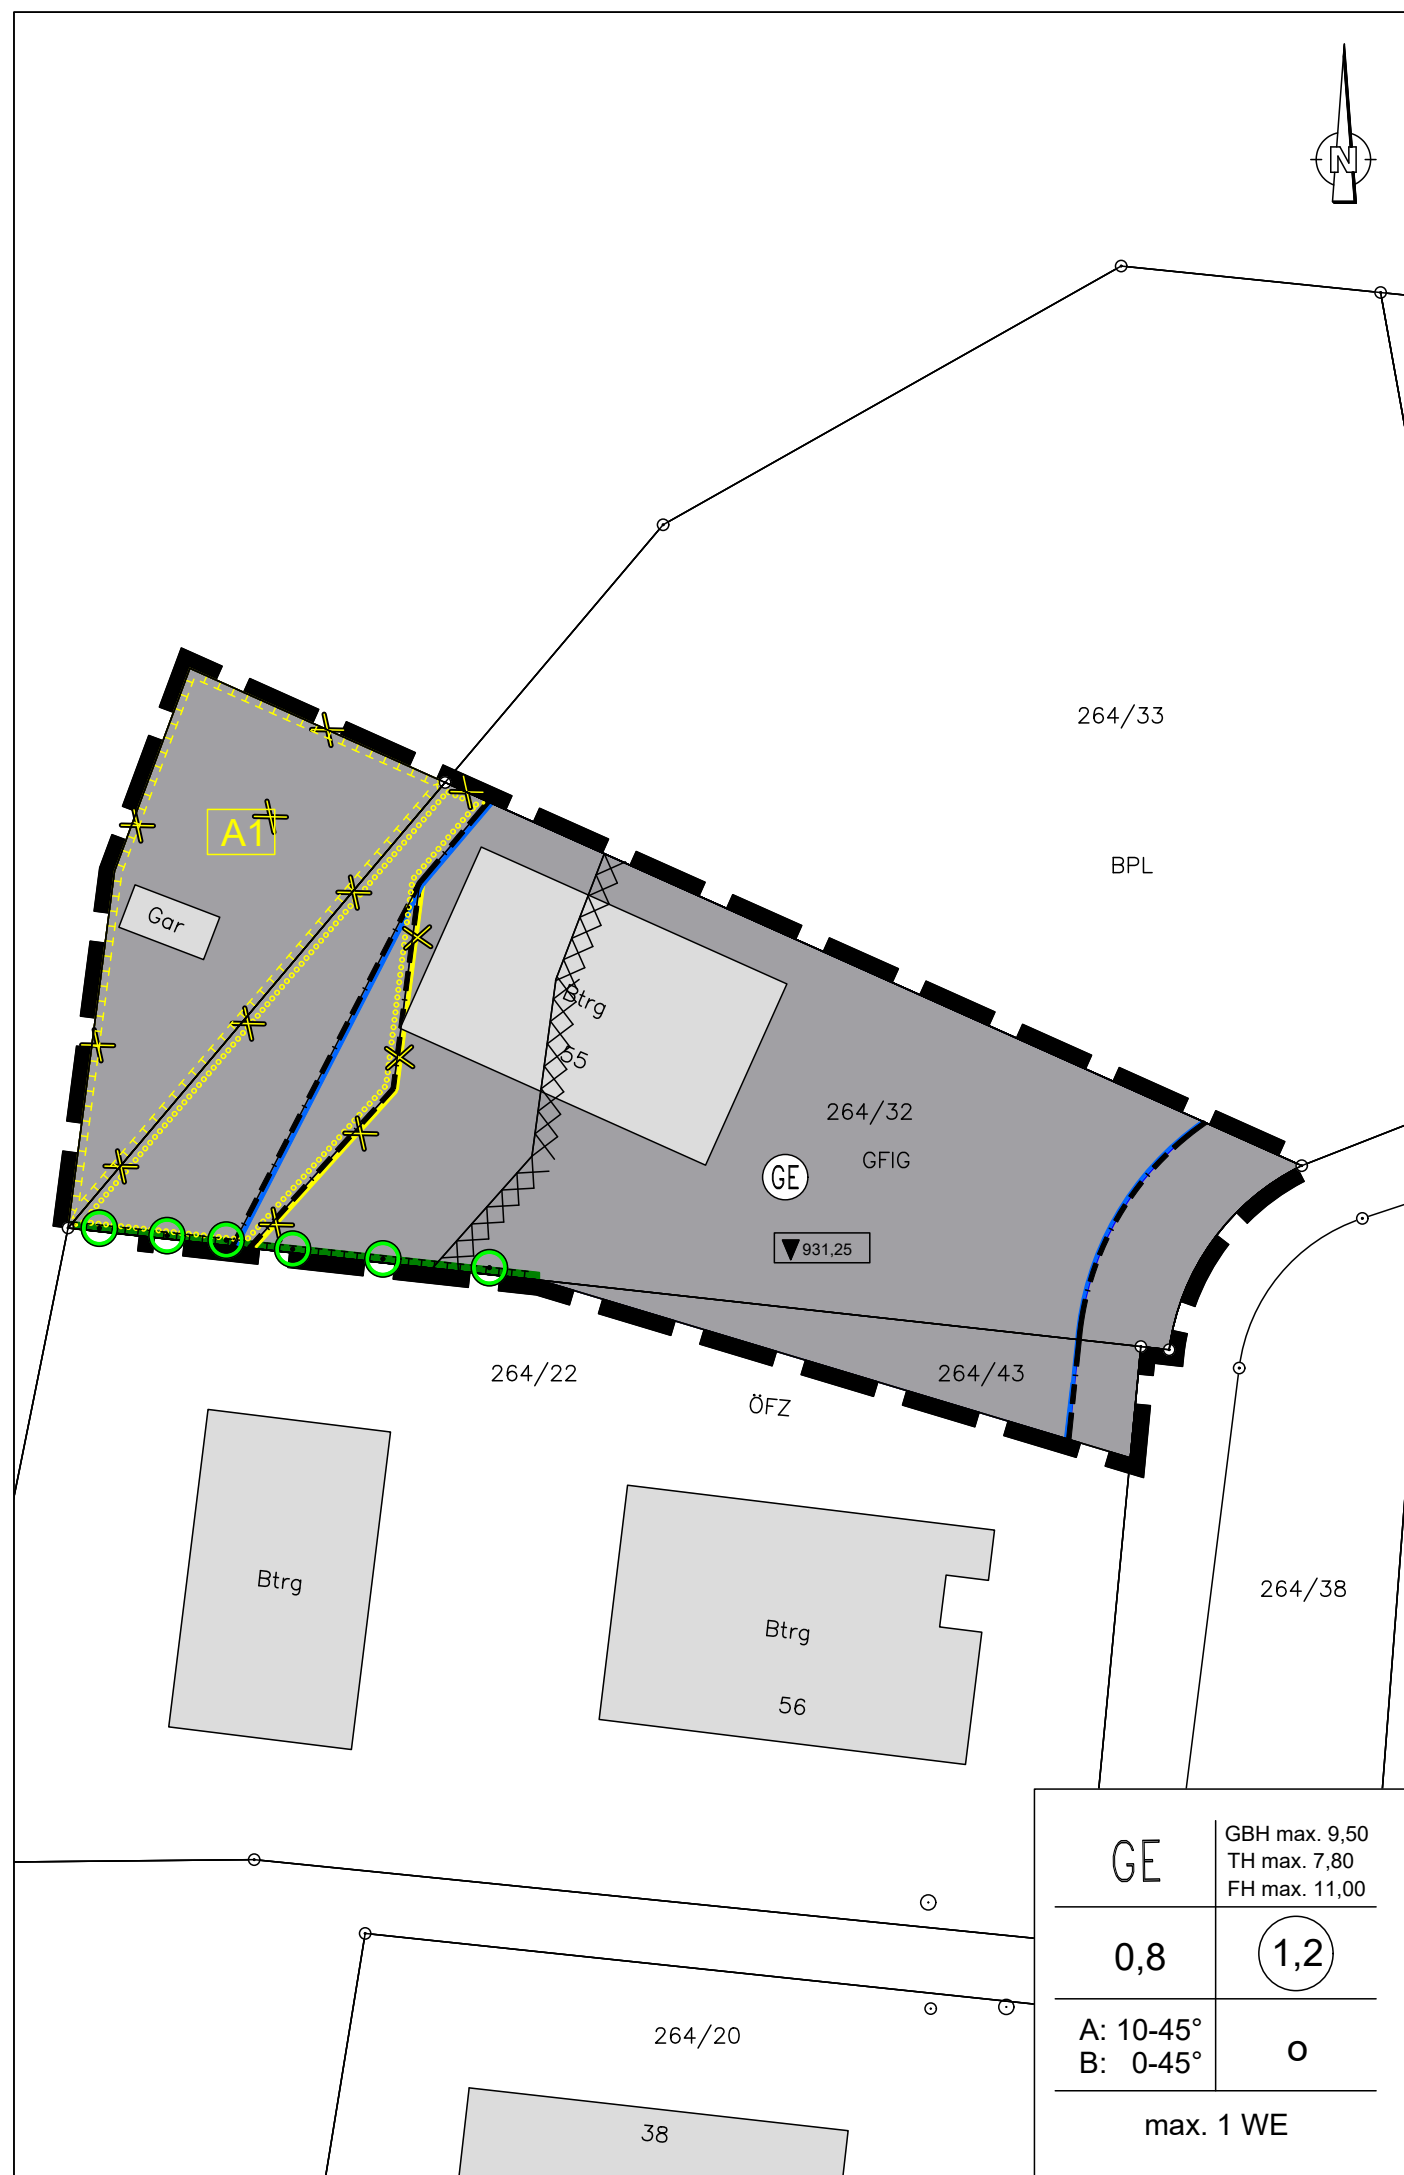 N
264/33
A1
BPL
Gar
Btrg
55
264/32
GFIG
GE
931,25
264/22
264/43
ÖFZ
Btrg
264/38
Btrg
56
GE
GBH max. 9,50
TH max. 7,80
FH max. 11,00
0,8
1,2
A: 10-45°
B: 0-45°
o
264/20
38
max. 1 WE